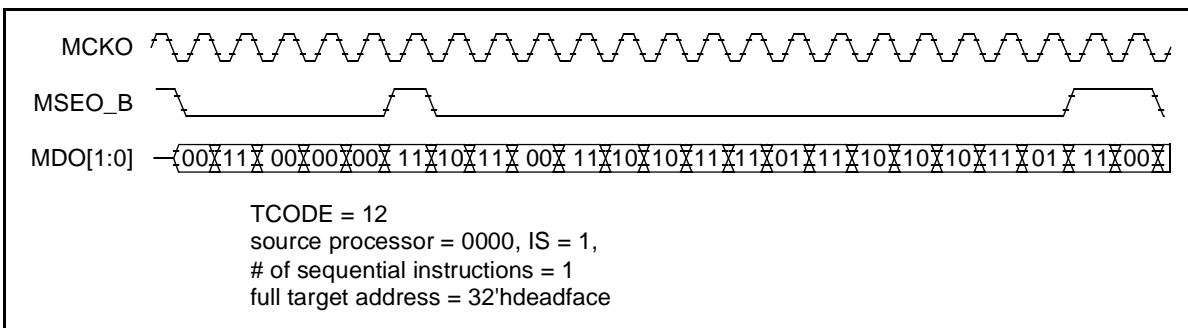 MCKO
MSEO_B
MDO[1:0] 00 11 00 00 00 11 10 11 00 11 10 10 11 11 01 11 10 10 10 11 01 11 00
TCODE = 12
source processor = 0000, IS = 1,
# of sequential instructions = 1
full target address = 32'hdeadface